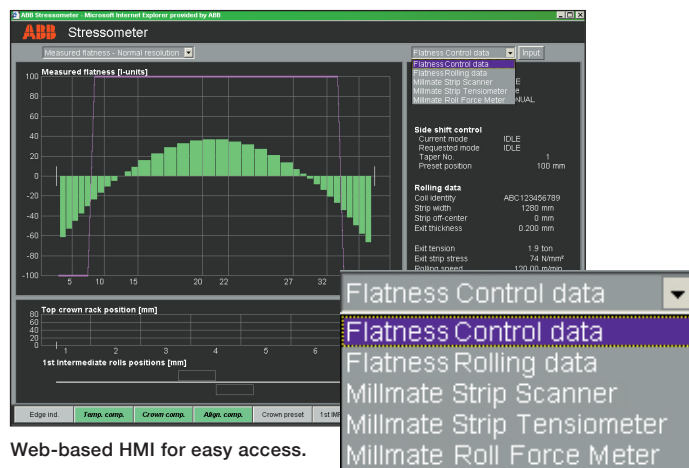 ABB Stressometer - Microsoft Internet Explorer provided by ABB
ABB Stressometer
Measured flatness - Normal resolution
Flatness Control data Input
Flatness Control data
Flatness Rolling data
Millmate Strip Scanner
Millmate Strip Tensiometer
Millmate Roll Force Meter
Measured flatness [I-units]
100
80
60
40
20
0
-20
-40
-60
-80
-100
5 10 15 20 22 27 32
Side shift control
Current mode IDLE
Requested mode IDLE
Taper No. 1
Preset position 100 mm
Rolling data
Coil identity ABC123456789
Strip width 1280 mm
Strip off-center 0 mm
Exit thickness 0.200 mm
Exit tension 1.9 ton
Exit strip stress 74 N/mm²
Rolling speed 120.00 m/min
Top crown rack position [mm]
80
60
40
20
0
1 2 3 4 5 6
1st Intermediate rolls positions [mm]
Edge ind. Temp. comp. Crown comp. Align. comp. Crown preset
Flatness Control data
Flatness Control data
Flatness Rolling data
Millmate Strip Scanner
Millmate Strip Tensiometer
Millmate Roll Force Meter
Web-based HMI for easy access.